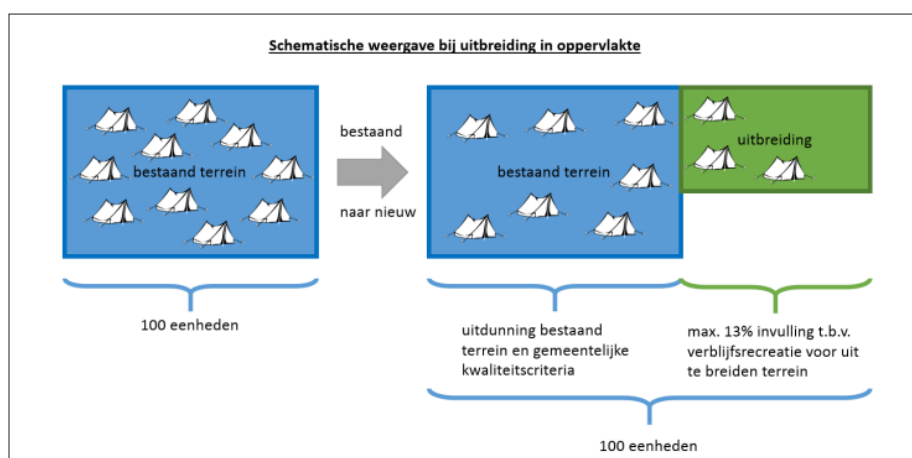 Schematische weergave bij uitbreiding in oppervlakte
bestaand terrein
100 eenheden
bestaand
naar nieuw
bestaand terrein
uitbreiding
uitdunning bestaand
terrein en gemeentelijke
kwaliteitscriteria
max. 13% invulling t.b.v.
verblijfsrecreatie voor uit
te breiden terrein
100 eenheden